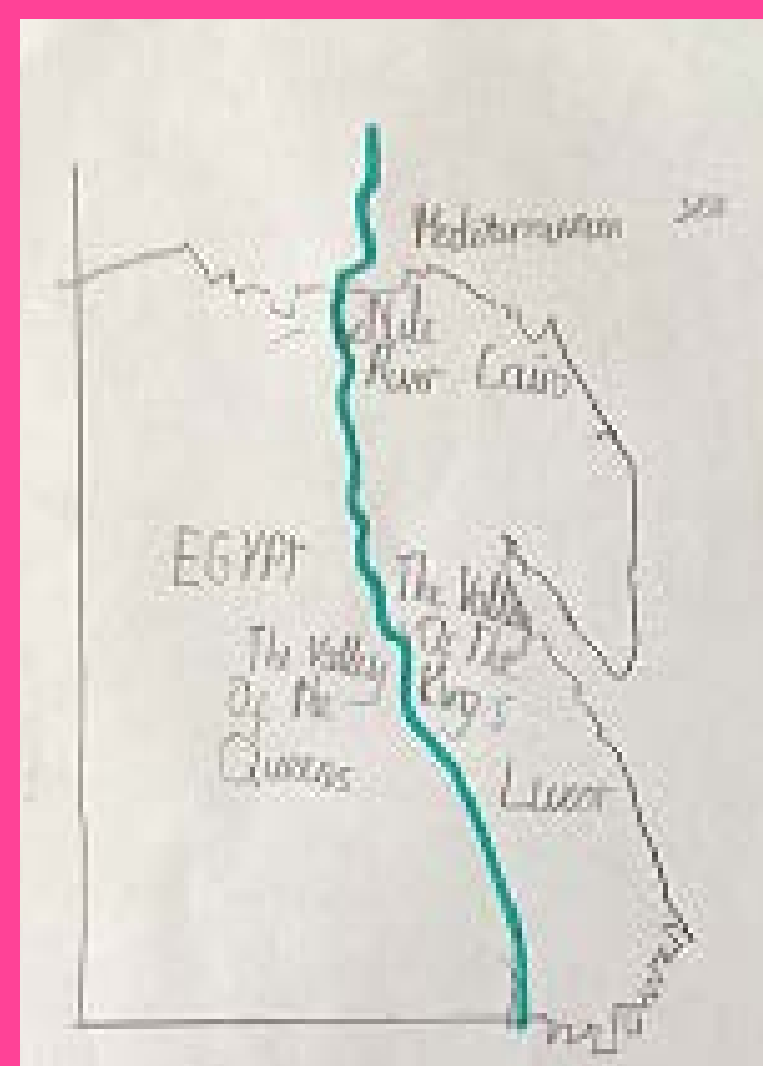 Mediterranean Sea
Nile
River Cairo
EGYPt
The Valley
Of The
Kings
The Valley
Of The
Queens
Luxor